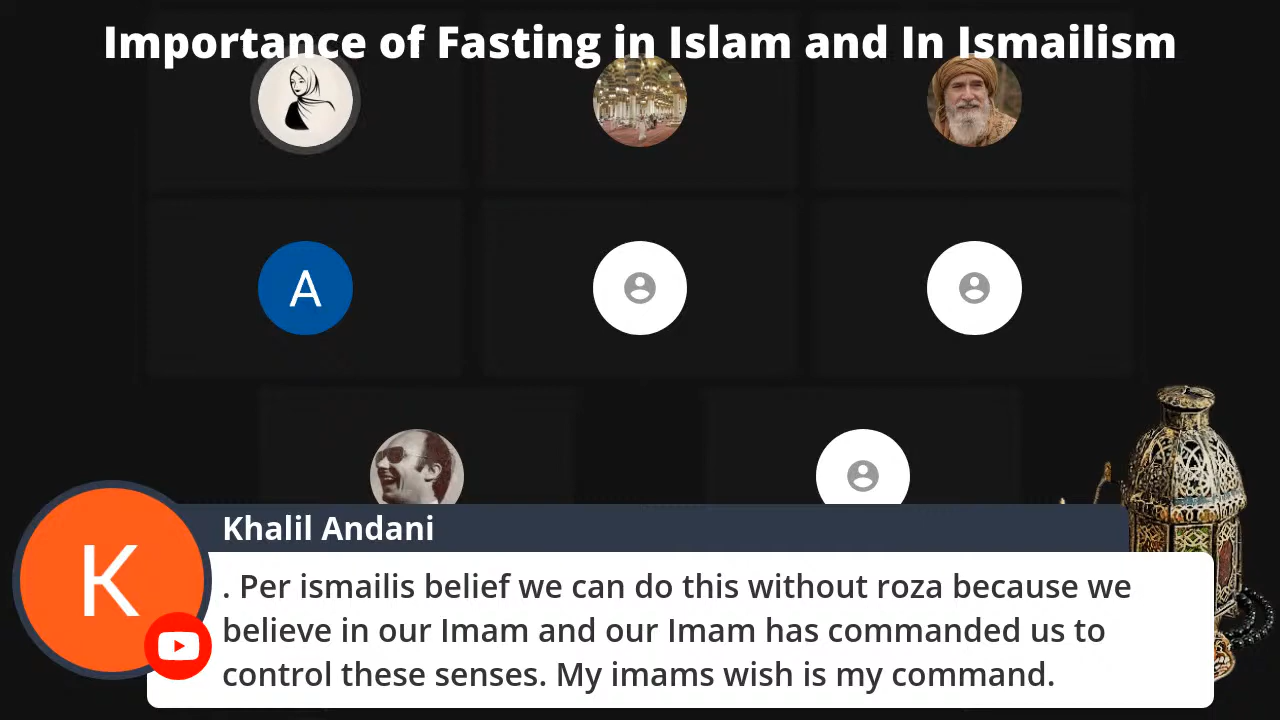 Importance of Fasting in Islam and In Ismailism
A
Khalil Andani
K
. Per ismailis belief we can do this without roza because we
believe in our Imam and our Imam has commanded us to
control these senses. My imams wish is my command.